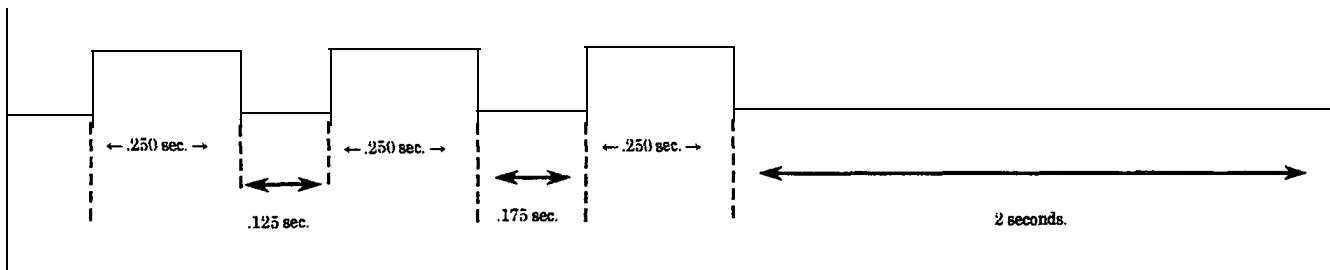 ← .250 sec. →
← .250 sec. →
← .250 sec. →
.125 sec.
.175 sec.
2 seconds.